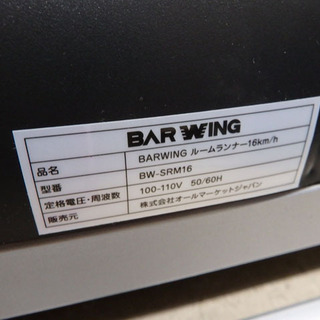 BARWING
品名 BARWING ルームランナー16km/h
型番 BW-SRM16
定格電圧・周波数 100-110V 50/60H
販売元 株式会社オールマーケットジャパン